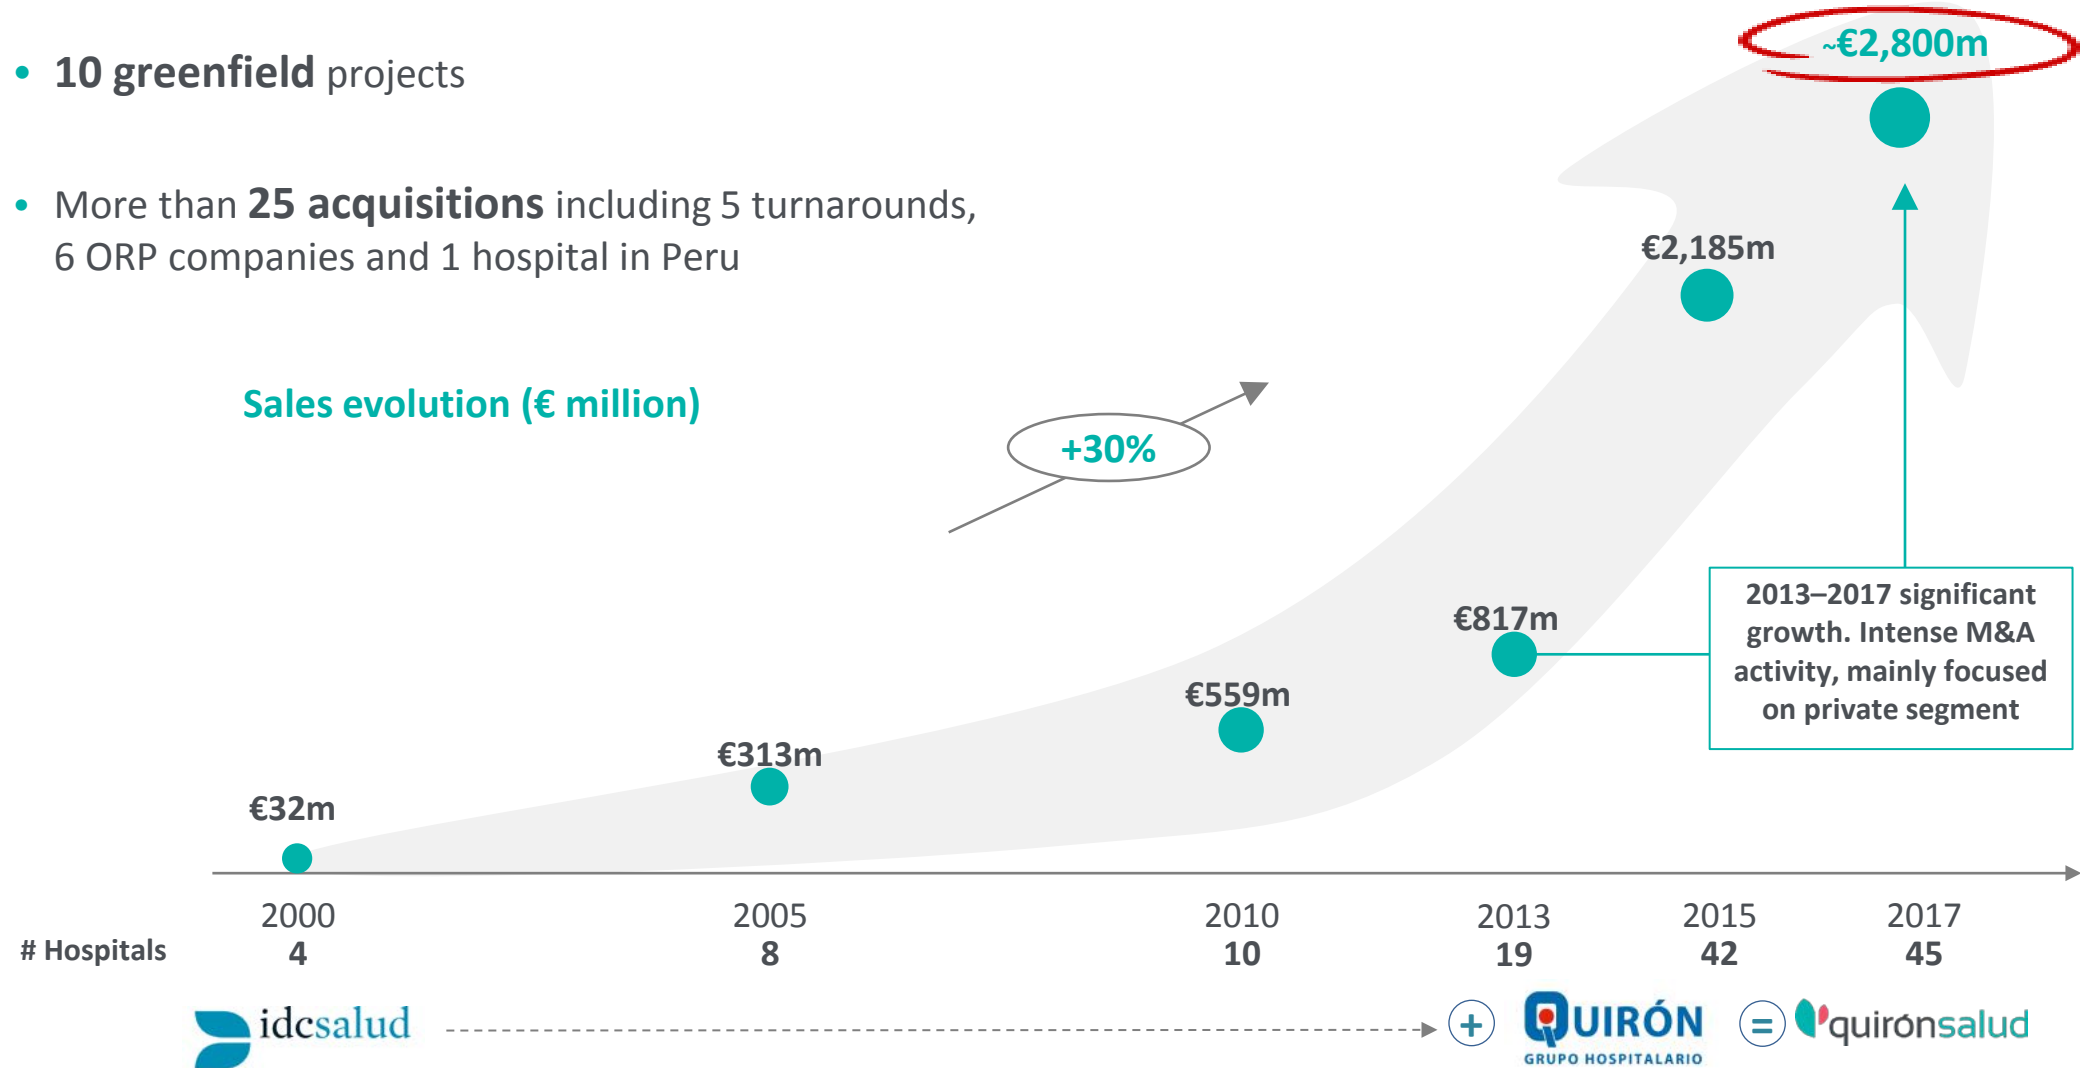 • 10 greenfield projects
• More than 25 acquisitions including 5 turnarounds,
6 ORP companies and 1 hospital in Peru
Sales evolution (€ million)
+30%
~€2,800m
€2,185m
€817m
€559m
€313m
€32m
2013–2017 significant
growth. Intense M&A
activity, mainly focused
on private segment
2000 2005 2010 2013 2015 2017
# Hospitals 4 8 10 19 42 45
idcsalud + QUIRÓN = quirónsalud
GRUPO HOSPITALARIO